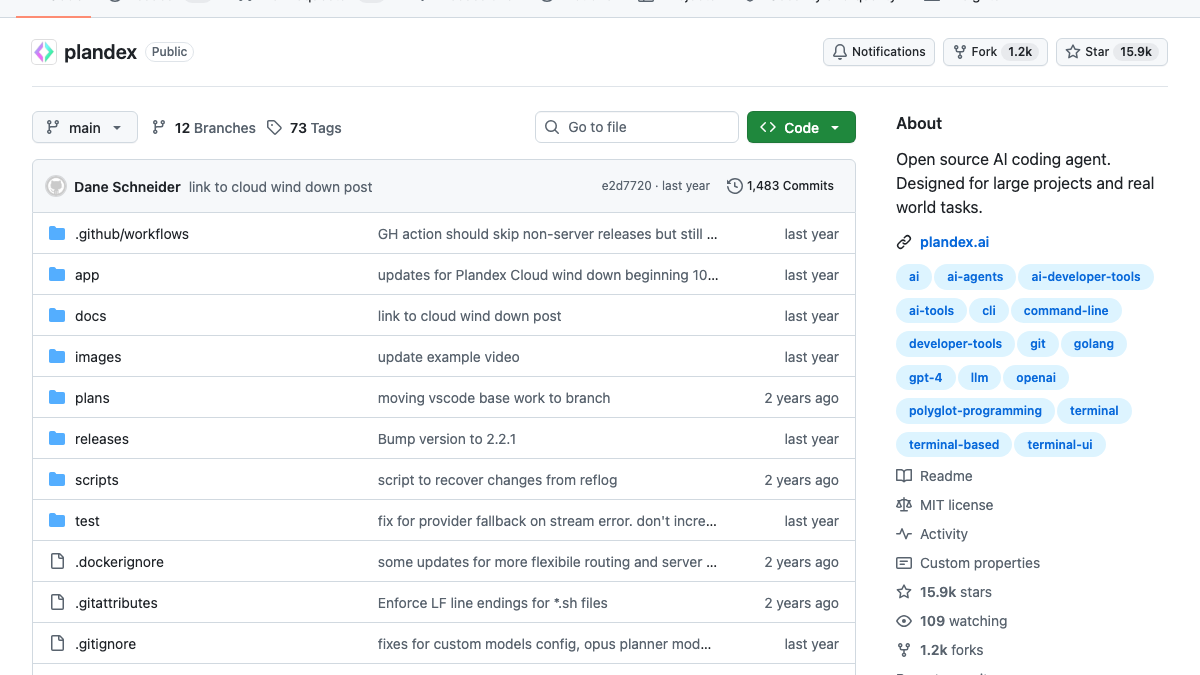 plandex Public Notifications Fork 1.2k Star 15.9k
main 12 Branches 73 Tags Go to file Code
Dane Schneider link to cloud wind down post e2d7720 · last year 1,483 Commits
.github/workflows GH action should skip non-server releases but still ... last year
app updates for Plandex Cloud wind down beginning 10... last year
docs link to cloud wind down post last year
images update example video last year
plans moving vscode base work to branch 2 years ago
releases Bump version to 2.2.1 last year
scripts script to recover changes from reflog 2 years ago
test fix for provider fallback on stream error. don't incre... last year
.dockerignore some updates for more flexibile routing and server ... 2 years ago
.gitattributes Enforce LF line endings for *.sh files 2 years ago
.gitignore fixes for custom models config, opus planner mod... last year
About
Open source AI coding agent.
Designed for large projects and real
world tasks.
plandex.ai
ai ai-agents ai-developer-tools
ai-tools cli command-line
developer-tools git golang
gpt-4 llm openai
polyglot-programming terminal
terminal-based terminal-ui
Readme
MIT license
Activity
Custom properties
15.9k stars
109 watching
1.2k forks